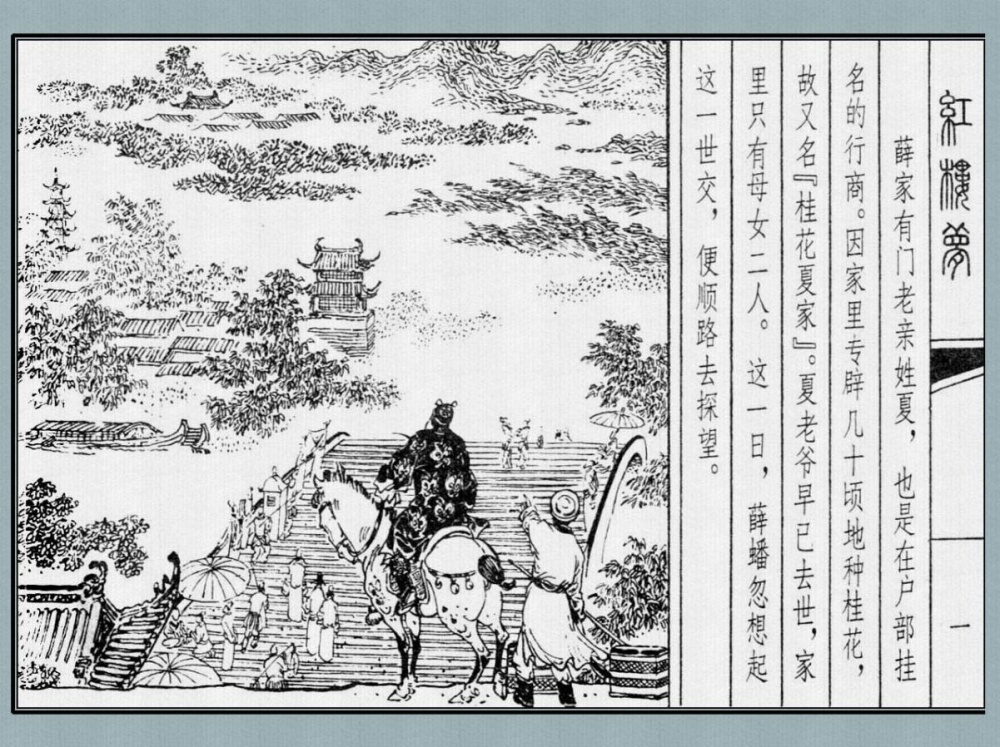 紅樓夢
一
薛家有门老亲姓夏，也是在户部挂
名的行商。因家里专辟几十顷地种桂花，
故又名『桂花夏家』。夏老爷早已去世，家
里只有母女二人。这一日，薛蟠忽想起
这一世交，便顺路去探望。